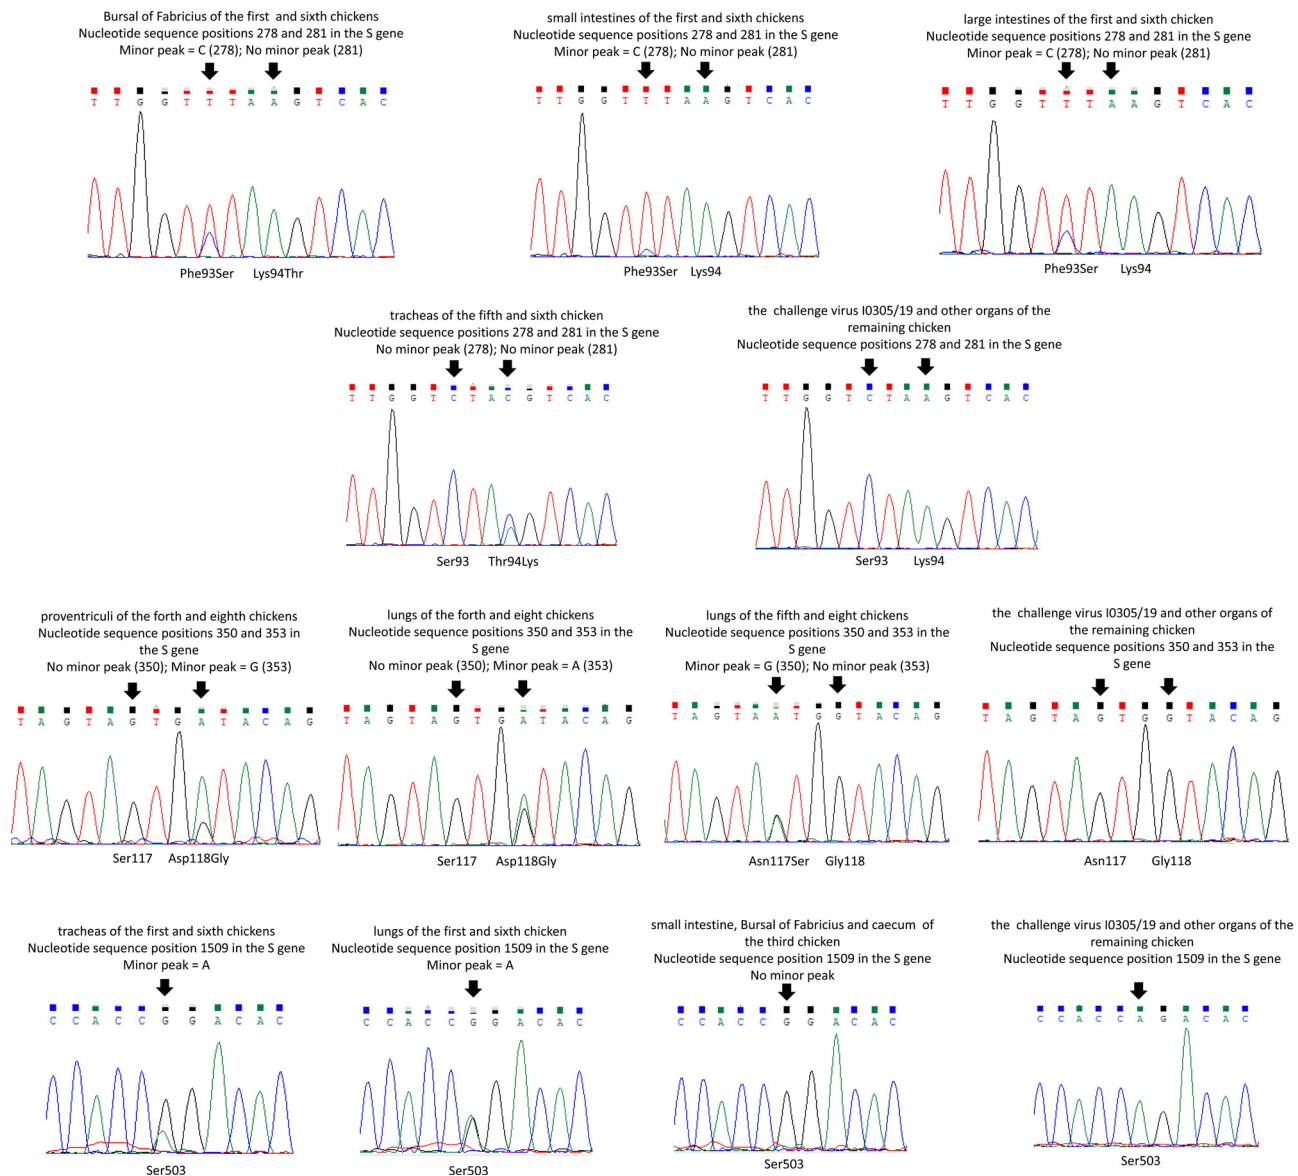 Bursal of Fabricius of the first and sixth chickens
Nucleotide sequence positions 278 and 281 in the S gene
Minor peak = C (278); No minor peak (281)
T T G G T T T A A G T C A C
Phe93Ser Lys94Thr
small intestines of the first and sixth chickens
Nucleotide sequence positions 278 and 281 in the S gene
Minor peak = C (278); No minor peak (281)
T T G G T T T A A G T C A C
Phe93Ser Lys94
large intestines of the first and sixth chicken
Nucleotide sequence positions 278 and 281 in the S gene
Minor peak = C (278); No minor peak (281)
T T G G T T T A A G T C A C
Phe93Ser Lys94
tracheas of the fifth and sixth chicken
Nucleotide sequence positions 278 and 281 in the S gene
No minor peak (278); No minor peak (281)
T T G G T C T A C G T C A C
Ser93 Thr94Lys
the challenge virus I0305/19 and other organs of the
remaining chicken
Nucleotide sequence positions 278 and 281 in the S gene
T T G G T C T A A G T C A C
Ser93 Lys94
proventriculi of the forth and eighth chickens
Nucleotide sequence positions 350 and 353 in
the S gene
No minor peak (350); Minor peak = G (353)
T A G T A G T G A T A C A G
Ser117 Asp118Gly
lungs of the forth and eight chickens
Nucleotide sequence positions 350 and 353 in the
S gene
No minor peak (350); Minor peak = A (353)
T A G T A G T G A T A C A G
Ser117 Asp118Gly
lungs of the fifth and eight chickens
Nucleotide sequence positions 350 and 353 in the
S gene
Minor peak = G (350); No minor peak (353)
T A G T A A T G G T A C A G
Asn117Ser Gly118
the challenge virus I0305/19 and other organs of
the remaining chicken
Nucleotide sequence positions 350 and 353 in the
S gene
T A G T A G T G G T A C A G
Asn117 Gly118
tracheas of the first and sixth chickens
Nucleotide sequence position 1509 in the S gene
Minor peak = A
C C A C C G G A C A C
Ser503
lungs of the first and sixth chicken
Nucleotide sequence position 1509 in the S gene
Minor peak = A
C C A C C G G A C A C
Ser503
small intestine, Bursal of Fabricius and caecum of
the third chicken
Nucleotide sequence position 1509 in the S gene
No minor peak
C C A C C G G A C A C
Ser503
the challenge virus I0305/19 and other organs of the
remaining chicken
Nucleotide sequence position 1509 in the S gene
C C A C C A G A C A C
Ser503